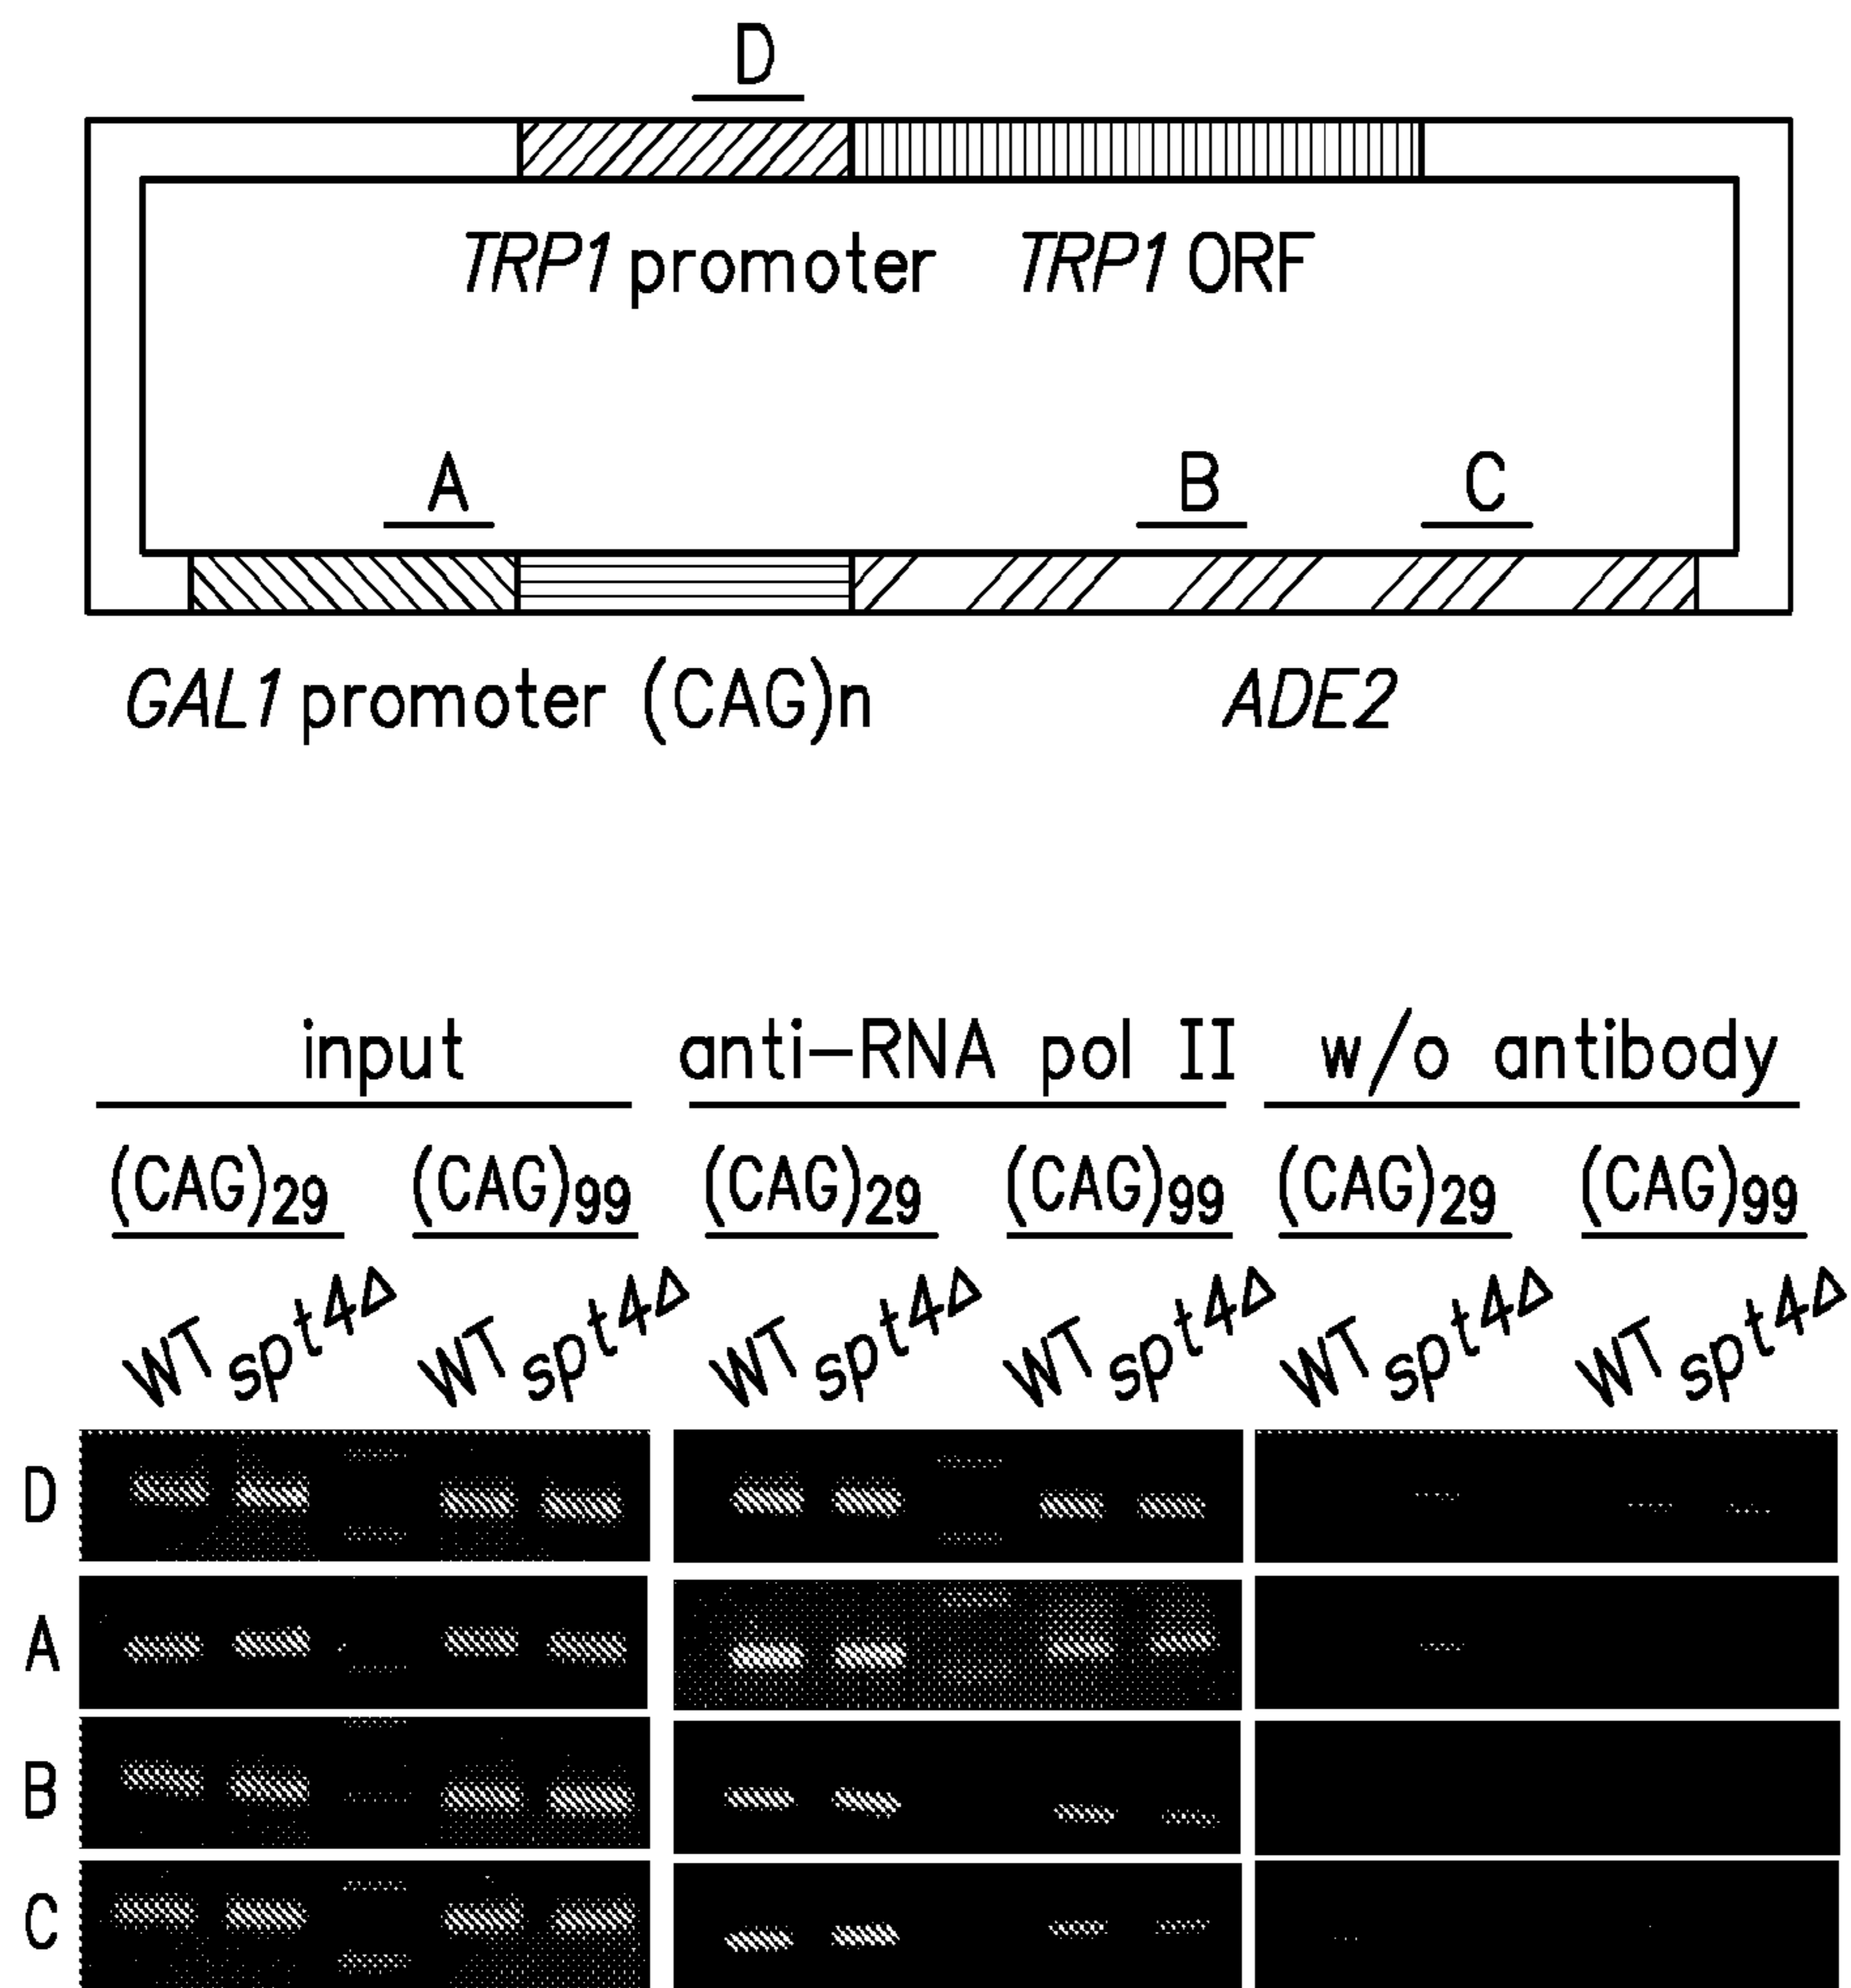 D
TRP1 promoter TRP1 ORF
A B C
GAL1 promoter (CAG)n ADE2
input anti-RNA pol II w/o antibody
(CAG)29 (CAG)99 (CAG)29 (CAG)99 (CAG)29 (CAG)99
WT spt4Δ WT spt4Δ WT spt4Δ WT spt4Δ WT spt4Δ WT spt4Δ
D
A
B
C